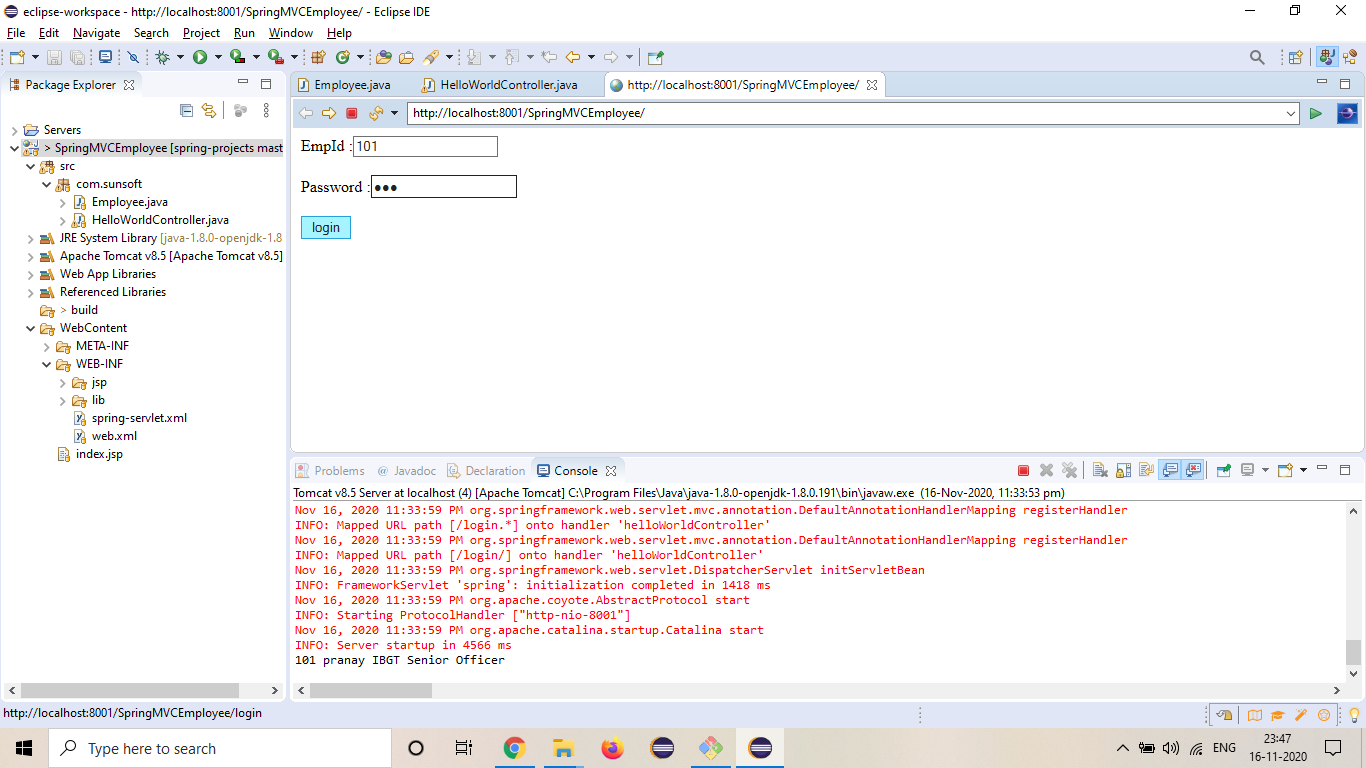 eclipse-workspace - http://localhost:8001/SpringMVCEmployee/ - Eclipse IDE
File Edit Navigate Search Project Run Window Help
Package Explorer
Employee.java HelloWorldController.java http://localhost:8001/SpringMVCEmployee/
http://localhost:8001/SpringMVCEmployee/
Servers
> SpringMVCEmployee [spring-projects mast
src
com.sunsoft
Employee.java
HelloWorldController.java
JRE System Library [java-1.8.0-openjdk-1.8
Apache Tomcat v8.5 [Apache Tomcat v8.5]
Web App Libraries
Referenced Libraries
> build
WebContent
META-INF
WEB-INF
jsp
lib
spring-servlet.xml
web.xml
index.jsp
EmpId :101
Password :●●●
login
Problems @ Javadoc Declaration Console
Tomcat v8.5 Server at localhost (4) [Apache Tomcat] C:\Program Files\Java\java-1.8.0-openjdk-1.8.0.191\bin\javaw.exe (16-Nov-2020, 11:33:53 pm)
Nov 16, 2020 11:33:59 PM org.springframework.web.servlet.mvc.annotation.DefaultAnnotationHandlerMapping registerHandler
INFO: Mapped URL path [/login.*] onto handler 'helloWorldController'
Nov 16, 2020 11:33:59 PM org.springframework.web.servlet.mvc.annotation.DefaultAnnotationHandlerMapping registerHandler
INFO: Mapped URL path [/login/] onto handler 'helloWorldController'
Nov 16, 2020 11:33:59 PM org.springframework.web.servlet.DispatcherServlet initServletBean
INFO: FrameworkServlet 'spring': initialization completed in 1418 ms
Nov 16, 2020 11:33:59 PM org.apache.coyote.AbstractProtocol start
INFO: Starting ProtocolHandler ["http-nio-8001"]
Nov 16, 2020 11:33:59 PM org.apache.catalina.startup.Catalina start
INFO: Server startup in 4566 ms
101 pranay IBGT Senior Officer
http://localhost:8001/SpringMVCEmployee/login
Type here to search
ENG
23:47
16-11-2020